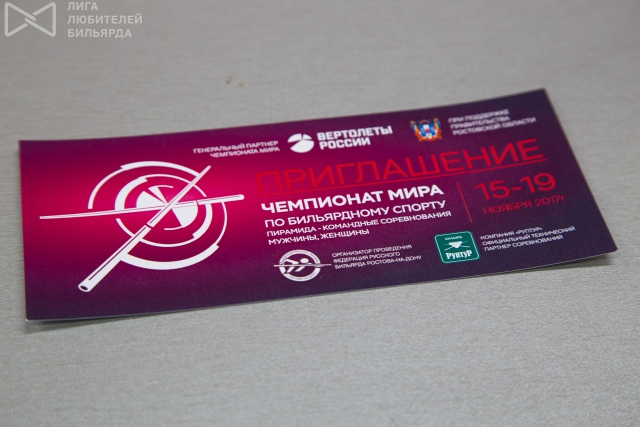 ЛИГА
ЛЮБИТЕЛЕЙ
БИЛЬЯРДА
ГЕНЕРАЛЬНЫЙ ПАРТНЕР
ЧЕМПИОНАТА МИРА
ВЕРТОЛЕТЫ
РОССИИ
ПРИ ПОДДЕРЖКЕ
ПРАВИТЕЛЬСТВА
РОСТОВСКОЙ ОБЛАСТИ
ПРИГЛАШЕНИЕ
ЧЕМПИОНАТ МИРА
ПО БИЛЬЯРДНОМУ СПОРТУ
ПИРАМИДА - КОМАНДНЫЕ СОРЕВНОВАНИЯ
МУЖЧИНЫ, ЖЕНЩИНЫ
15-19
НОЯБРЯ 2017г
ОРГАНИЗАТОР ПРОВЕДЕНИЯ
ФЕДЕРАЦИЯ РУССКОГО
БИЛЬЯРДА РОСТОВА-НА-ДОНУ
РУПТУР
КОМПАНИЯ «РУПТУР»
ОФИЦИАЛЬНЫЙ ТЕХНИЧЕСКИЙ
ПАРТНЕР СОРЕВНОВАНИЙ